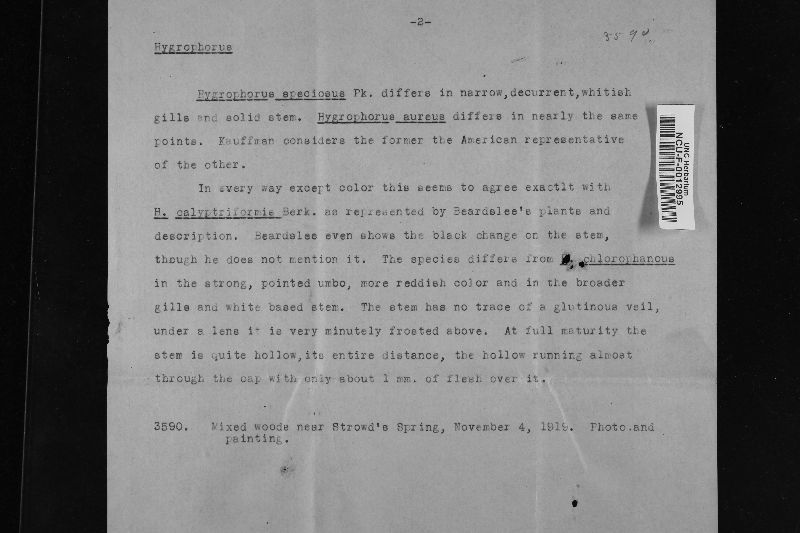 -2-
3590
Hygrophorus
Hygrophorus speciosus Pk. differs in narrow,decurrent,whitish
gills and solid stem. Hygrophorus aureus differs in nearly the same
points. Kauffman considers the former the American representative
of the other.
In every way except color this seems to agree exactlt with
H. calyptriformis Berk. as represented by Beardslee's plants and
description. Beardslee even shows the black change on the stem,
though he does not mention it. The species differs from chlorophanous
in the strong, pointed umbo, more reddish color and in the broader
gills and white based stem. The stem has no trace of a glutinous veil,
under a lens it is very minutely frosted above. At full maturity the
stem is quite hollow,its entire distance, the hollow running almost
through the cap with only about 1 mm. of flesh over it.
3590. Mixed woods near Strowd's Spring, November 4, 1919. Photo.and
painting.
UNC Herbarium
NCU-F-0012985